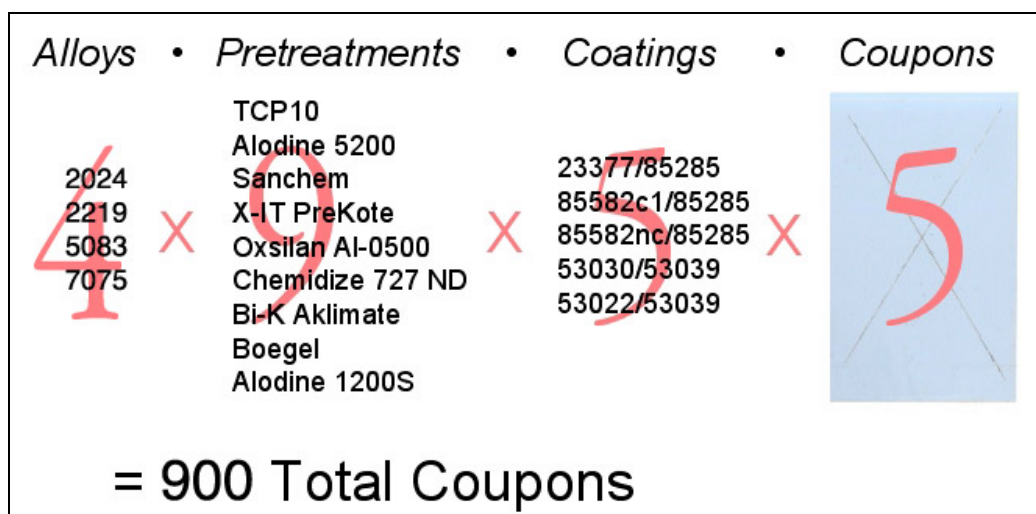 Alloys • Pretreatments • Coatings • Coupons
4 x 9 x 5 x 5
2024
2219
5083
7075
TCP10
Alodine 5200
Sanchem
X-IT PreKote
Oxsilan Al-0500
Chemidize 727 ND
Bi-K Aklimate
Boegel
Alodine 1200S
23377/85285
85582c1/85285
85582nc/85285
53030/53039
53022/53039
= 900 Total Coupons